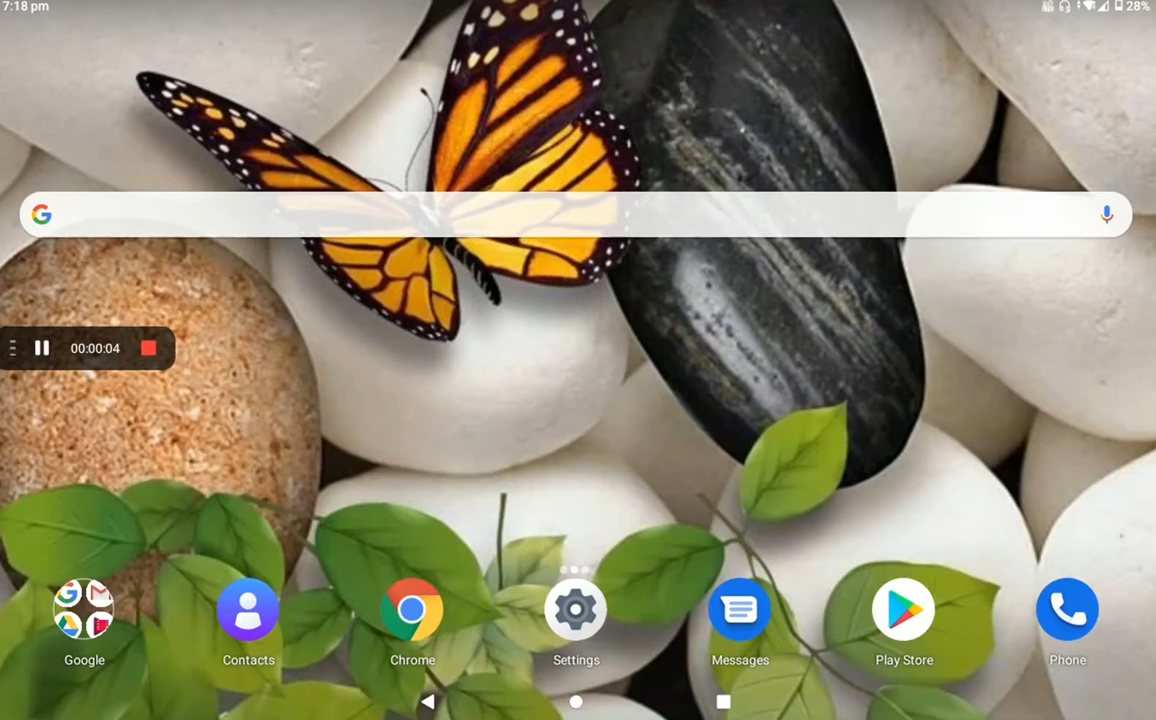 7:18 pm
28%
00:00:04
Google
Contacts
Chrome
Settings
Messages
Play Store
Phone